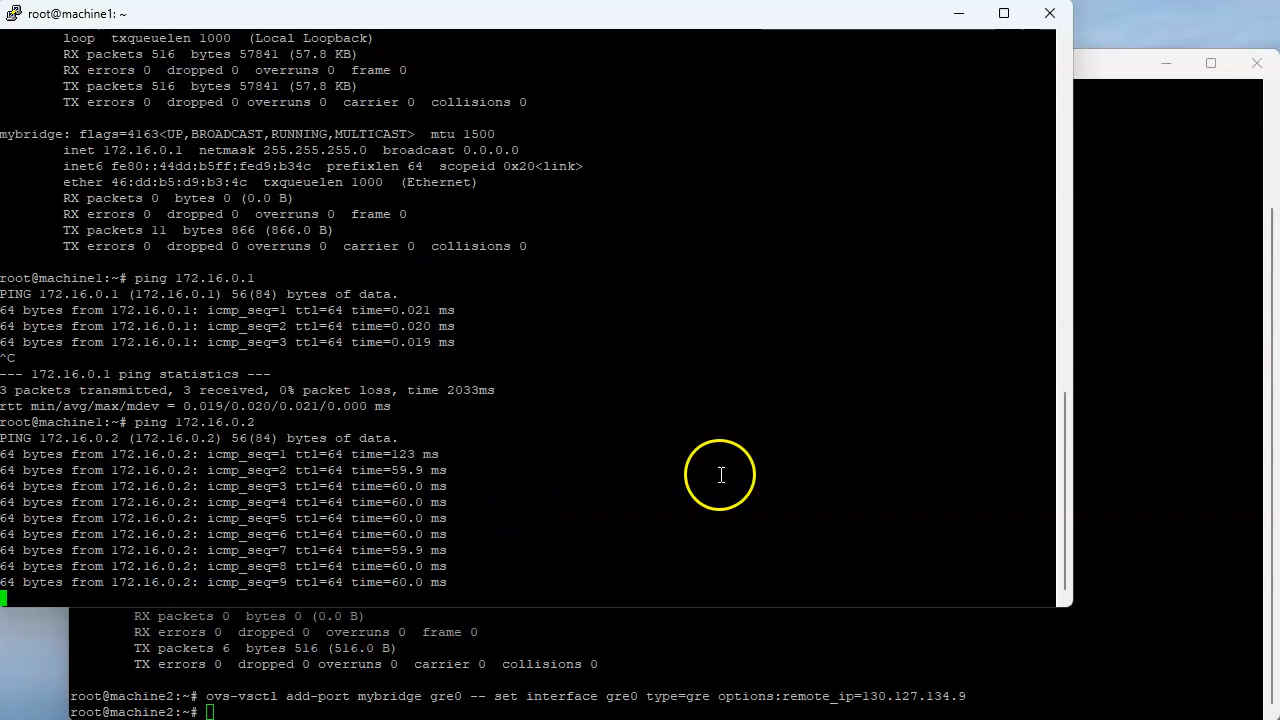 root@machine1: ~
loop  txqueuelen 1000  (Local Loopback)
RX packets 516  bytes 57841 (57.8 KB)
RX errors 0  dropped 0  overruns 0  frame 0
TX packets 516  bytes 57841 (57.8 KB)
TX errors 0  dropped 0 overruns 0  carrier 0  collisions 0
mybridge: flags=4163<UP,BROADCAST,RUNNING,MULTICAST>  mtu 1500
inet 172.16.0.1  netmask 255.255.255.0  broadcast 0.0.0.0
inet6 fe80::44dd:b5ff:fed9:b34c  prefixlen 64  scopeid 0x20<link>
ether 46:dd:b5:d9:b3:4c  txqueuelen 1000  (Ethernet)
RX packets 0  bytes 0 (0.0 B)
RX errors 0  dropped 0  overruns 0  frame 0
TX packets 11  bytes 866 (866.0 B)
TX errors 0  dropped 0 overruns 0  carrier 0  collisions 0
root@machine1:~# ping 172.16.0.1
PING 172.16.0.1 (172.16.0.1) 56(84) bytes of data.
64 bytes from 172.16.0.1: icmp_seq=1 ttl=64 time=0.021 ms
64 bytes from 172.16.0.1: icmp_seq=2 ttl=64 time=0.020 ms
64 bytes from 172.16.0.1: icmp_seq=3 ttl=64 time=0.019 ms
^C
--- 172.16.0.1 ping statistics ---
3 packets transmitted, 3 received, 0% packet loss, time 2033ms
rtt min/avg/max/mdev = 0.019/0.020/0.021/0.000 ms
root@machine1:~# ping 172.16.0.2
PING 172.16.0.2 (172.16.0.2) 56(84) bytes of data.
64 bytes from 172.16.0.2: icmp_seq=1 ttl=64 time=123 ms
64 bytes from 172.16.0.2: icmp_seq=2 ttl=64 time=59.9 ms
64 bytes from 172.16.0.2: icmp_seq=3 ttl=64 time=60.0 ms
64 bytes from 172.16.0.2: icmp_seq=4 ttl=64 time=60.0 ms
64 bytes from 172.16.0.2: icmp_seq=5 ttl=64 time=60.0 ms
64 bytes from 172.16.0.2: icmp_seq=6 ttl=64 time=60.0 ms
64 bytes from 172.16.0.2: icmp_seq=7 ttl=64 time=59.9 ms
64 bytes from 172.16.0.2: icmp_seq=8 ttl=64 time=60.0 ms
64 bytes from 172.16.0.2: icmp_seq=9 ttl=64 time=60.0 ms
RX packets 0  bytes 0 (0.0 B)
RX errors 0  dropped 0  overruns 0  frame 0
TX packets 6  bytes 516 (516.0 B)
TX errors 0  dropped 0 overruns 0  carrier 0  collisions 0
root@machine2:~# ovs-vsctl add-port mybridge gre0 -- set interface gre0 type=gre options:remote_ip=130.127.134.9
root@machine2:~#